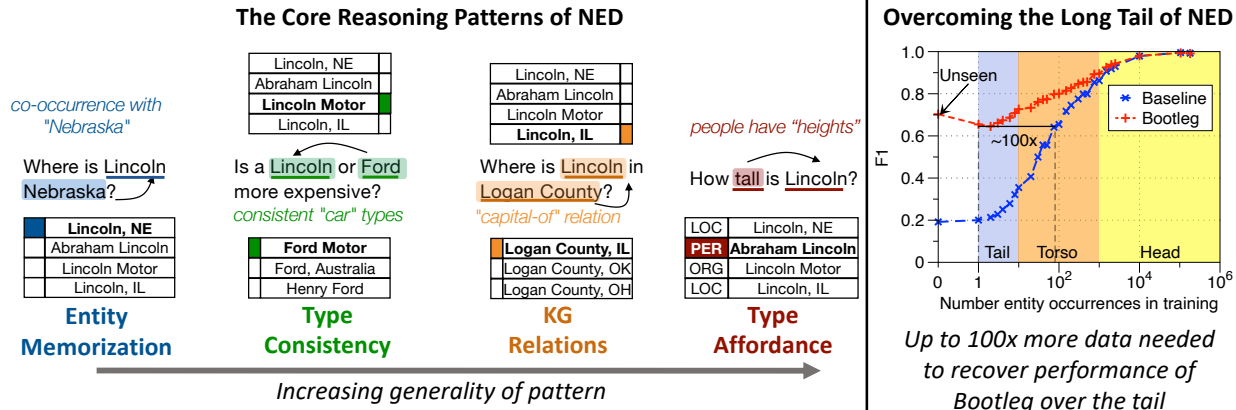 The Core Reasoning Patterns of NED
co-occurrence with
"Nebraska"
Where is Lincoln
Nebraska?
Lincoln, NE
Abraham Lincoln
Lincoln Motor
Lincoln, IL
Entity
Memorization
Lincoln, NE
Abraham Lincoln
Lincoln Motor
Lincoln, IL
Is a Lincoln or Ford
more expensive?
consistent "car" types
Ford Motor
Ford, Australia
Henry Ford
Type
Consistency
Lincoln, NE
Abraham Lincoln
Lincoln Motor
Lincoln, IL
Where is Lincoln in
Logan County?
"capital-of" relation
Logan County, IL
Logan County, OK
Logan County, OH
KG
Relations
people have “heights”
How tall is Lincoln?
LOC Lincoln, NE
PER Abraham Lincoln
ORG Lincoln Motor
LOC Lincoln, IL
Type
Affordance
Increasing generality of pattern
Overcoming the Long Tail of NED
1.0
0.8
0.6
0.4
0.2
0.0
F1
Unseen
Baseline
Bootleg
~100x
Tail Torso Head
0 1 10² 10⁴ 10⁶
Number entity occurrences in training
Up to 100x more data needed
to recover performance of
Bootleg over the tail